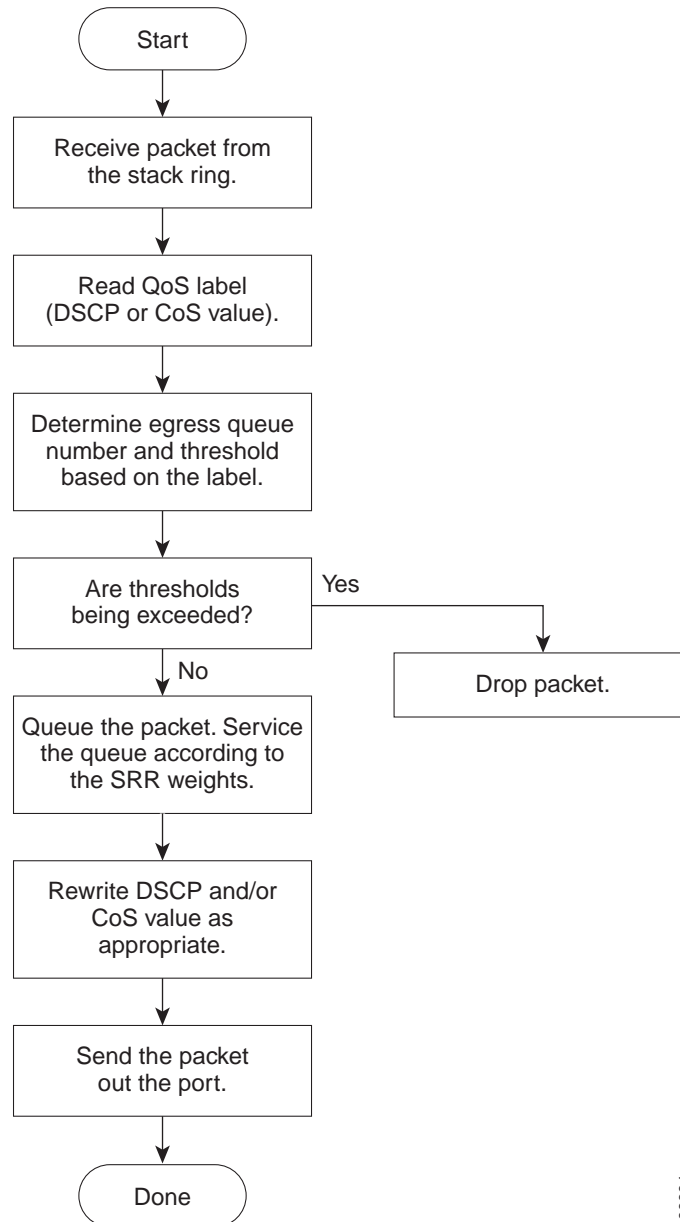 Start
Receive packet from
the stack ring.
Read QoS label
(DSCP or CoS value).
Determine egress queue
number and threshold
based on the label.
Are thresholds
being exceeded?
Yes
No
Drop packet.
Queue the packet. Service
the queue according to
the SRR weights.
Rewrite DSCP and/or
CoS value as
appropriate.
Send the packet
out the port.
Done